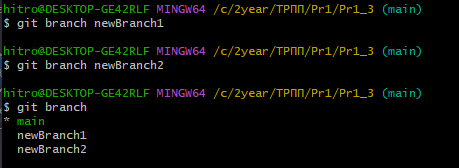 hitro@DESKTOP-GE42RLF MINGW64 /c/2year/ТРПП/Pr1/Pr1_3 (main)
$ git branch newBranch1
hitro@DESKTOP-GE42RLF MINGW64 /c/2year/ТРПП/Pr1/Pr1_3 (main)
$ git branch newBranch2
hitro@DESKTOP-GE42RLF MINGW64 /c/2year/ТРПП/Pr1/Pr1_3 (main)
$ git branch
* main
newBranch1
newBranch2